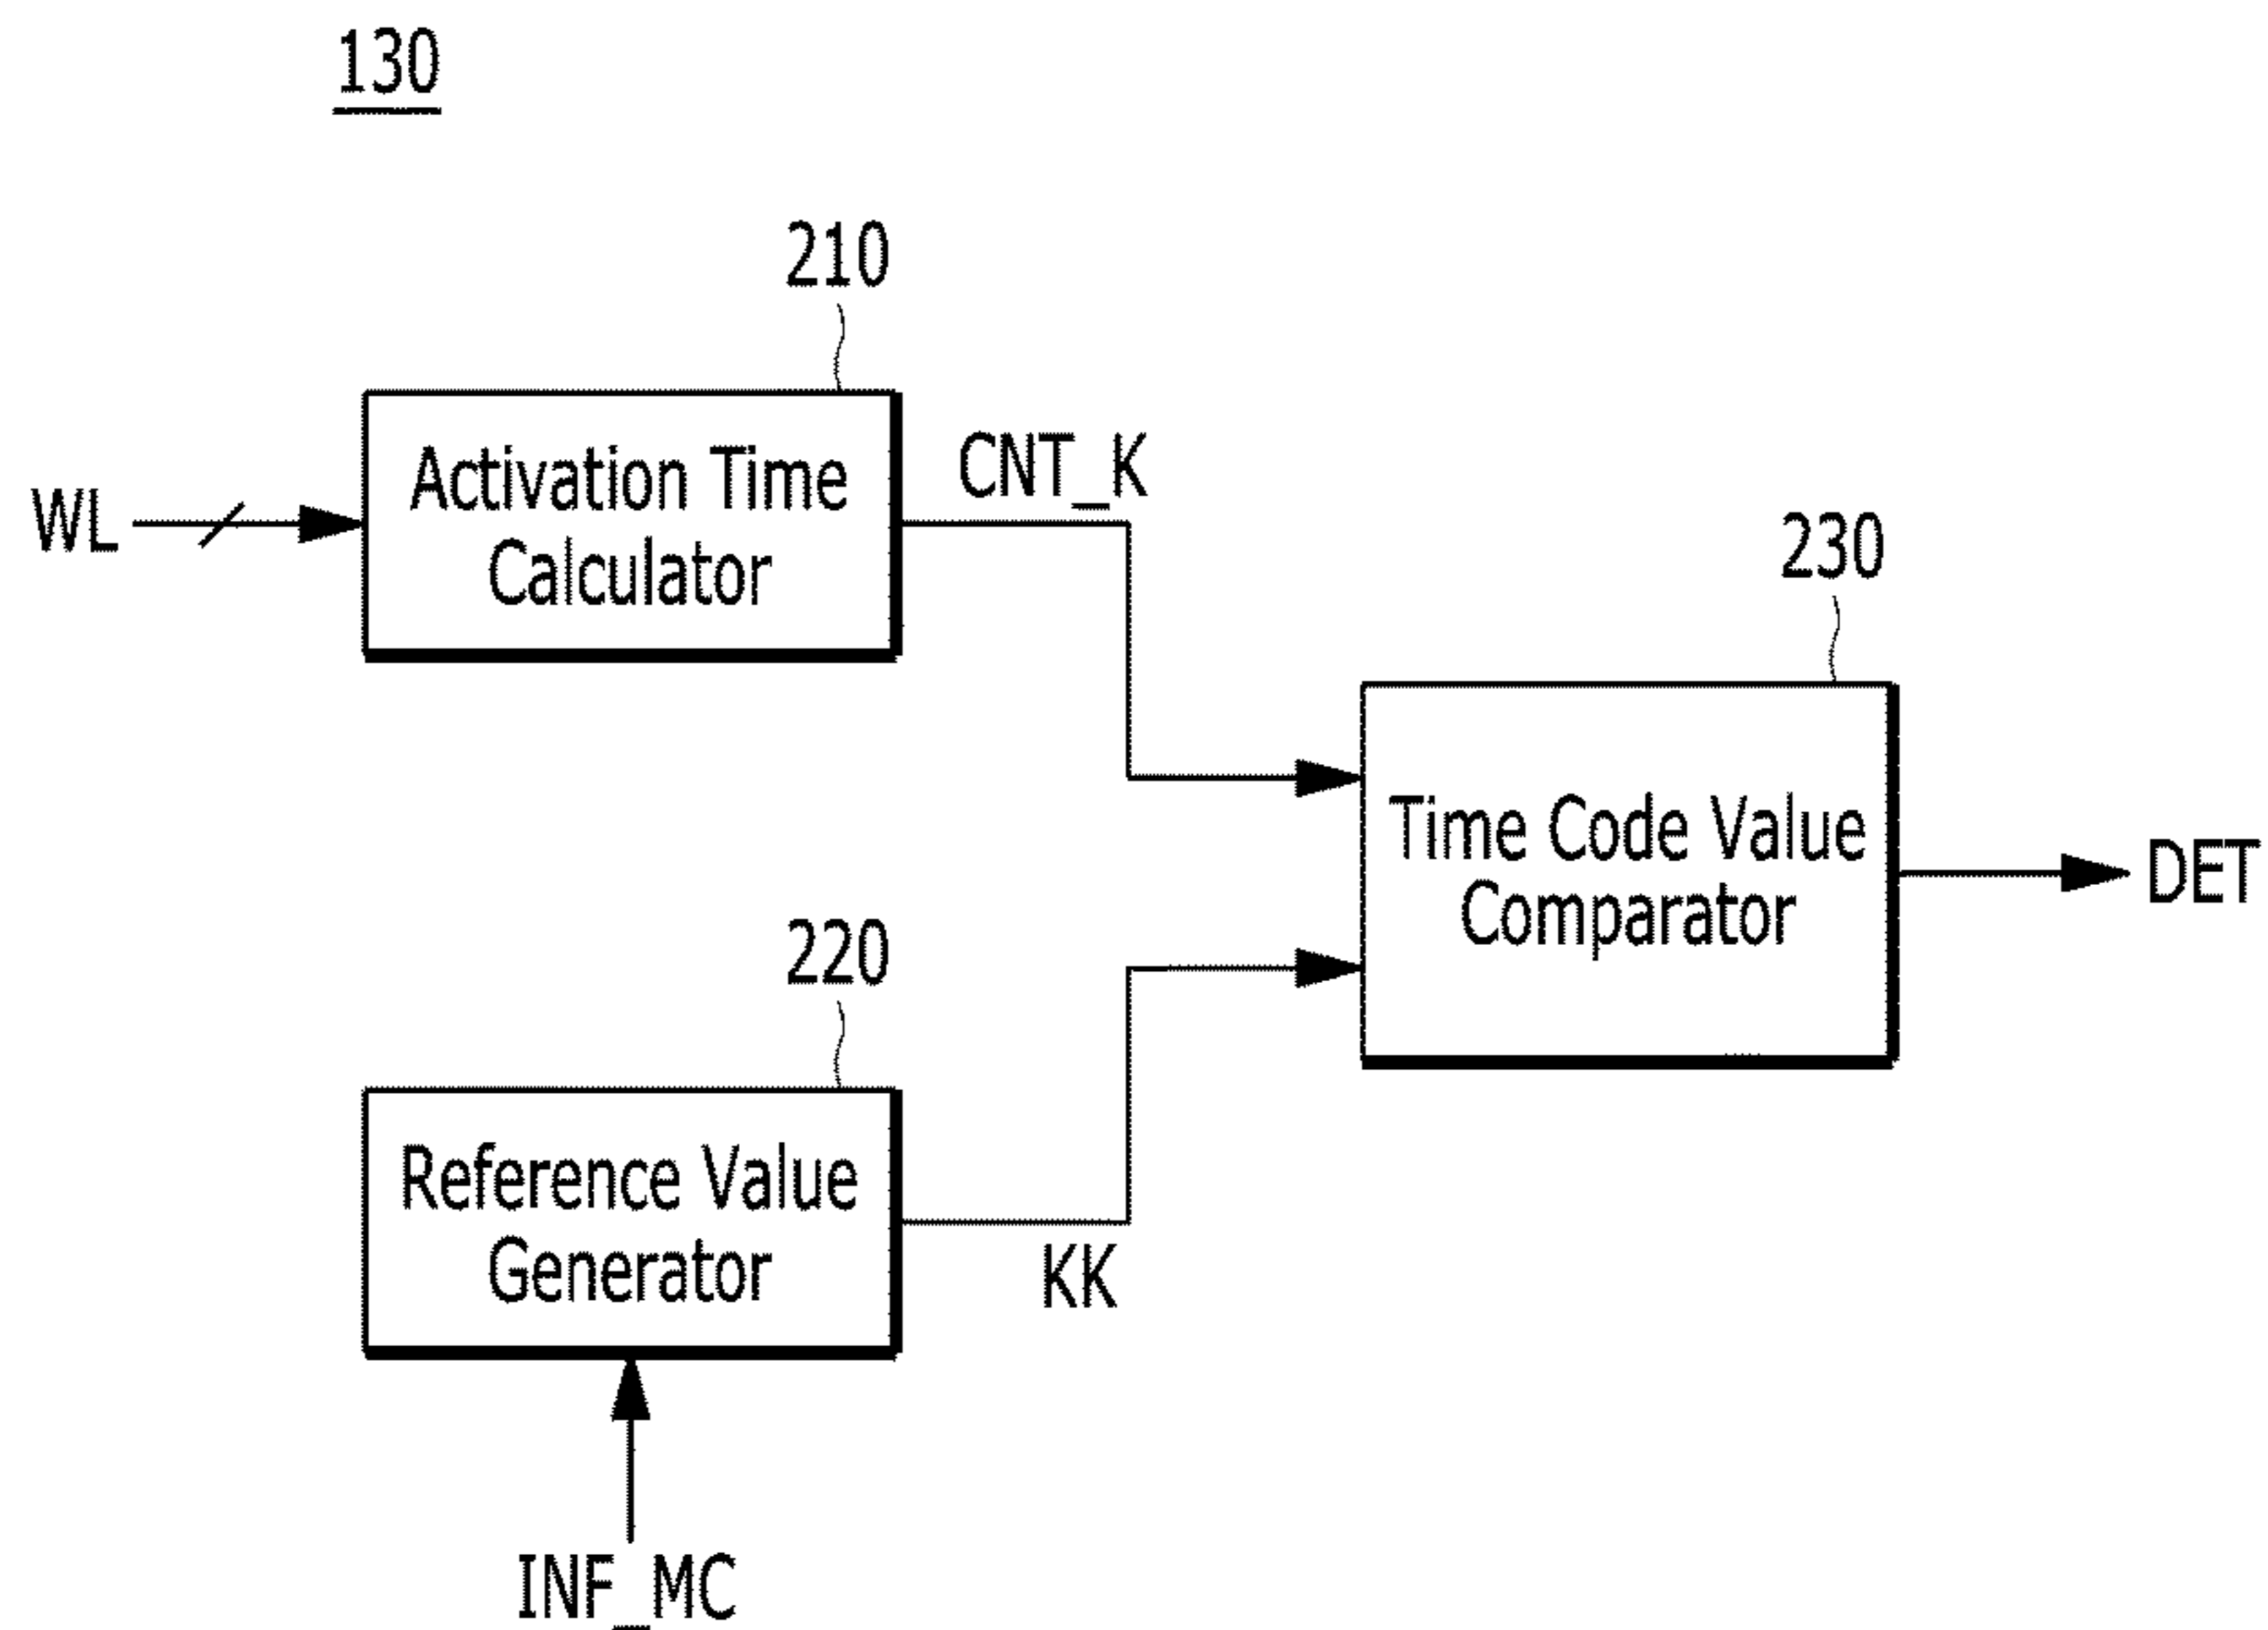 130
210
Activation Time
Calculator
WL
CNT_K
230
Time Code Value
Comparator
DET
220
Reference Value
Generator
KK
INF_MC